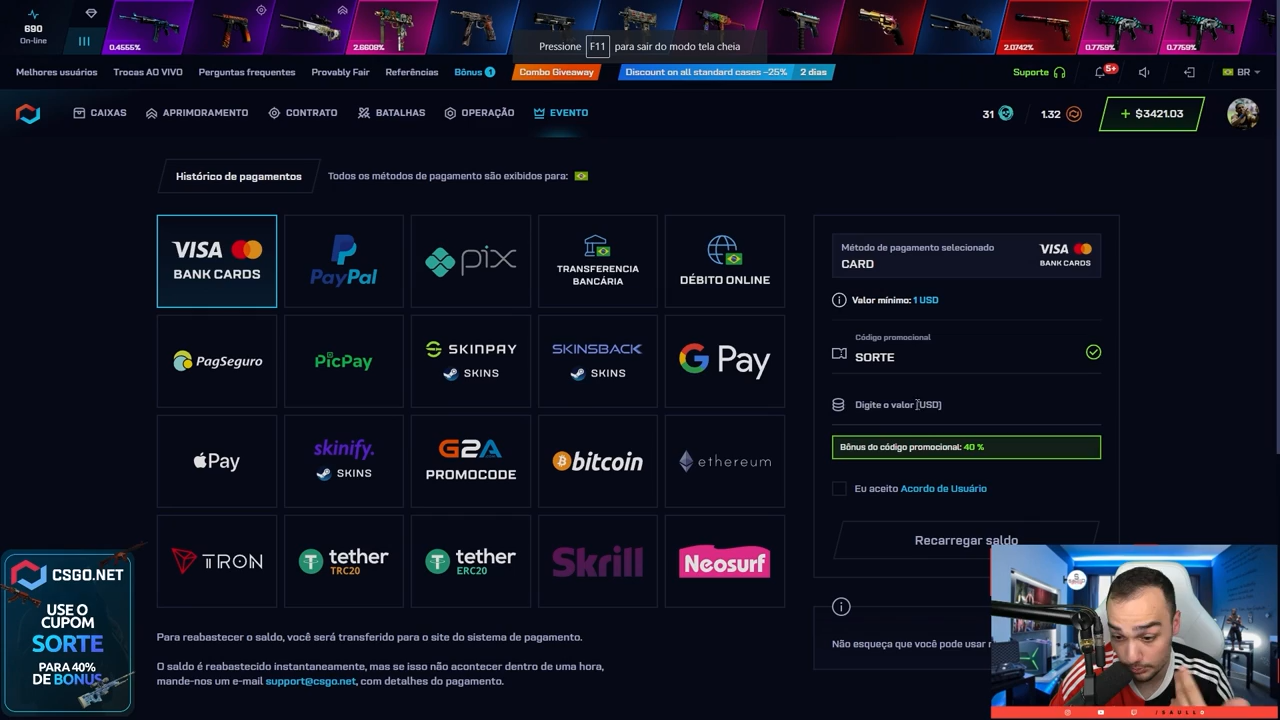 690
On-line
0.4555%
2.6608%
2.0742%
0.7759%
0.7759%
Pressione F11 para sair do modo tela cheia
Melhores usuários
Trocas AO VIVO
Perguntas frequentes
Provably Fair
Referências
Bônus 1
Combo Giveaway
Discount on all standard cases –25% 2 dias
Suporte
5+
BR
CAIXAS
APRIMORAMENTO
CONTRATO
BATALHAS
OPERAÇÃO
EVENTO
31
1.32
+ $3421.03
Histórico de pagamentos
Todos os métodos de pagamento são exibidos para:
VISA
BANK CARDS
PayPal
pix
TRANSFERENCIA
BANCÁRIA
DÉBITO ONLINE
PagSeguro
PicPay
SKINPAY
SKINS
SKINSBACK
SKINS
G Pay
Pay
skinify.
SKINS
G2A
PROMOCODE
bitcoin
ethereum
TRON
tether
TRC20
tether
ERC20
Skrill
Neosurf
Método de pagamento selecionado
CARD
VISA
BANK CARDS
Valor mínimo: 1 USD
Código promocional
SORTE
Digite o valor (USD)
Bônus do código promocional: 40 %
Eu aceito Acordo de Usuário
Recarregar saldo
Não esqueça que você pode usar
Para reabastecer o saldo, você será transferido para o site do sistema de pagamento.
O saldo é reabastecido instantaneamente, mas se isso não acontecer dentro de uma hora,
mande-nos um e-mail support@csgo.net, com detalhes do pagamento.
CSGO.NET
USE O
CUPOM
SORTE
PARA 40%
DE BONUS